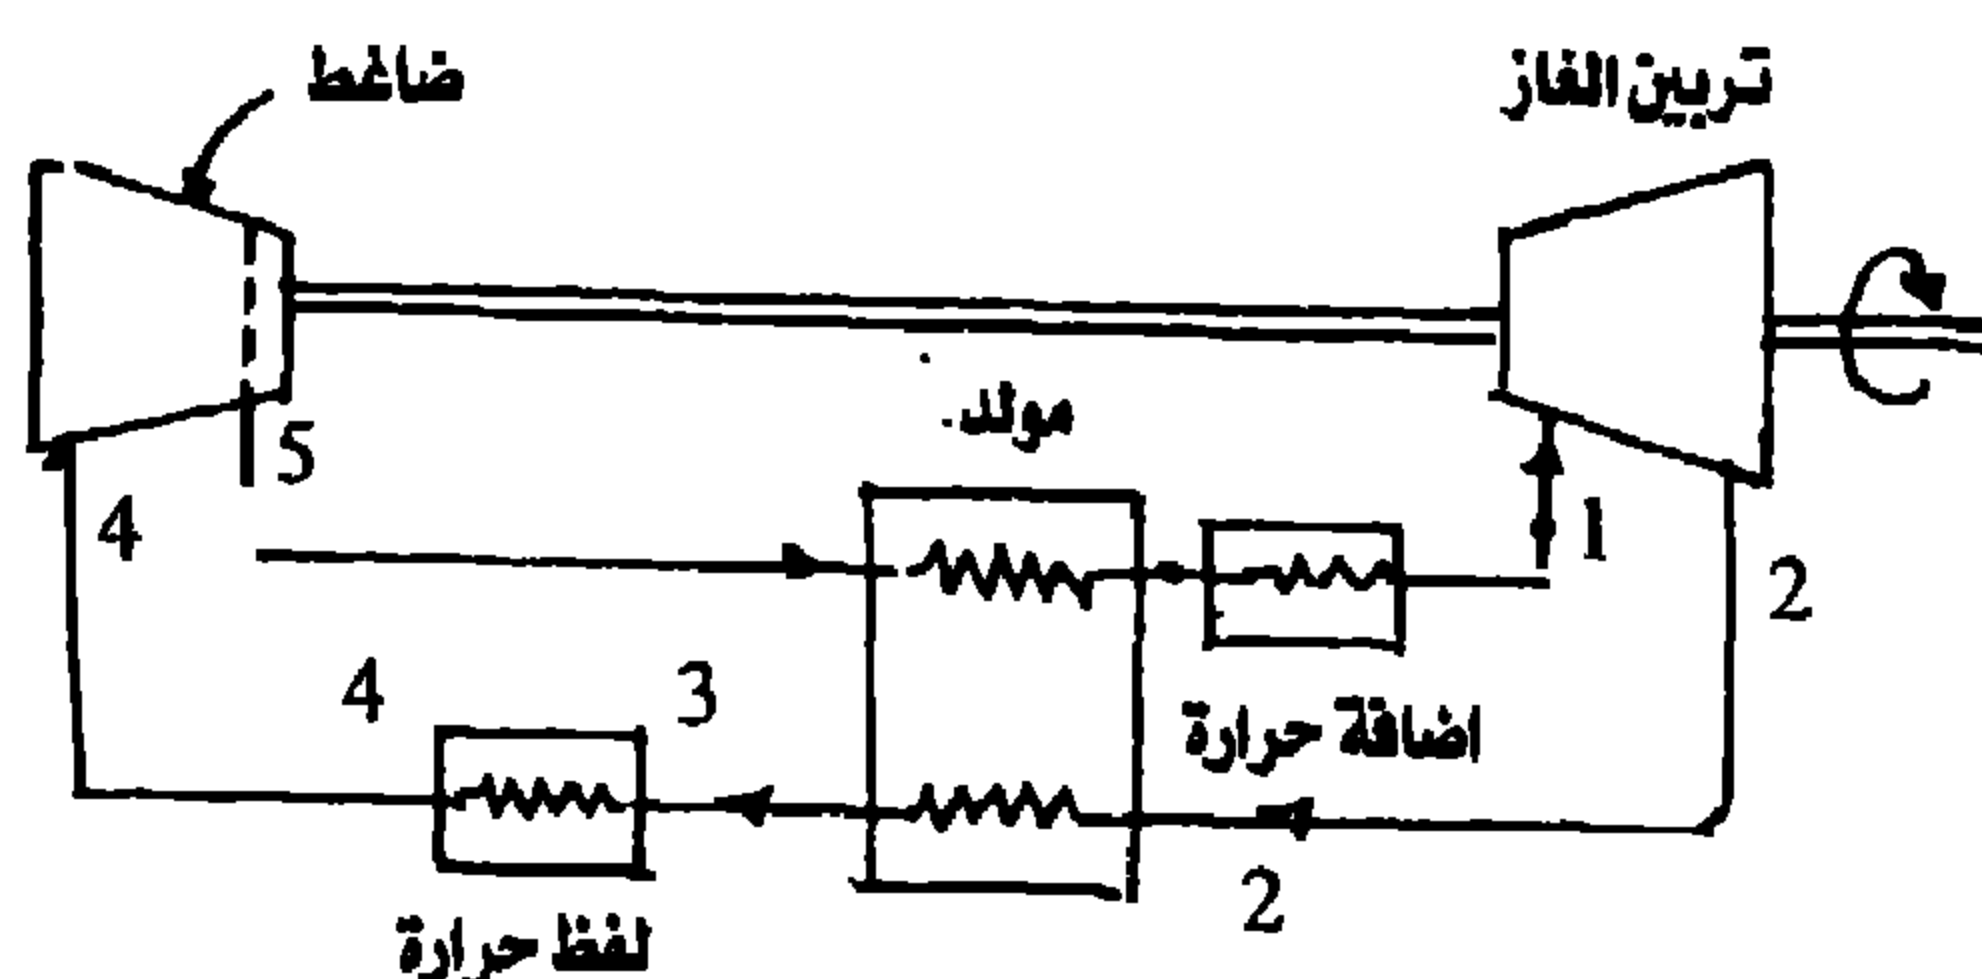 ضاغط
تربين الغاز
مولد
5
4
1
2
4
3
اضافة حرارة
2
لفظ حرارة